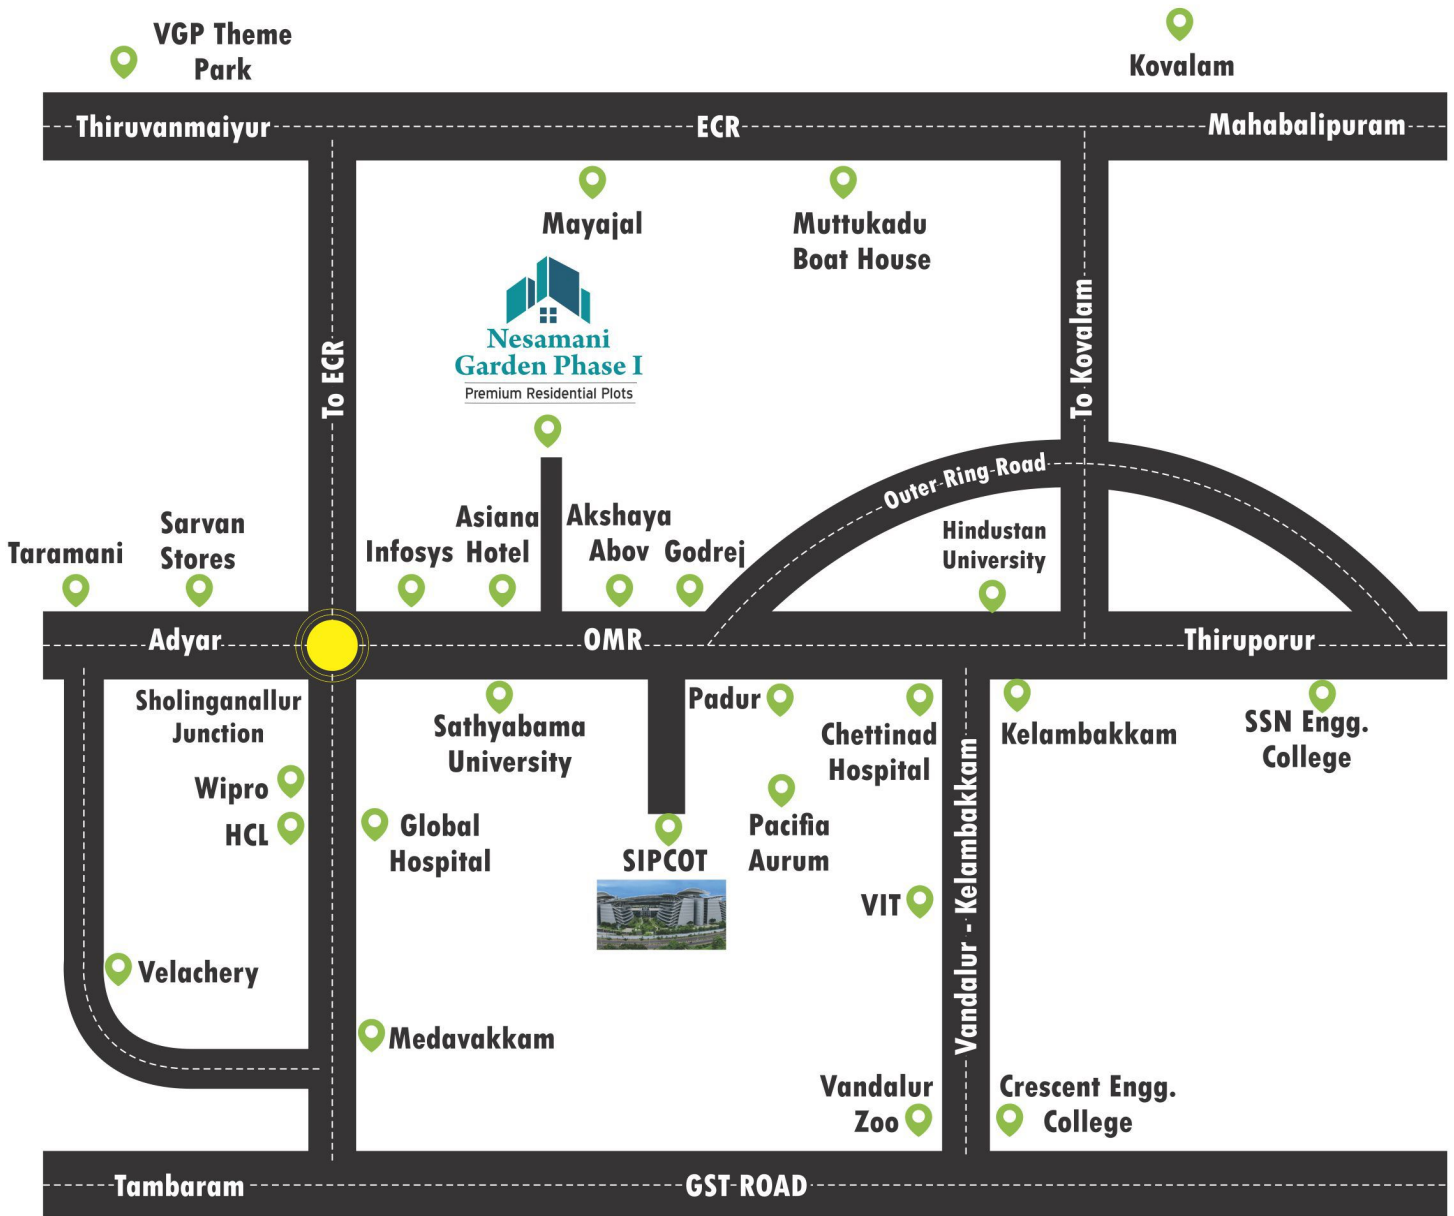 VGP Theme
Park
Kovalam
Thiruvanmaiyur
ECR
Mahabalipuram
Mayajal
Muttukadu
Boat House
Nesamani
Garden Phase I
Premium Residential Plots
To ECR
To Kovalam
Outer Ring Road
Taramani
Sarvan
Stores
Infosys
Asiana
Hotel
Akshaya
Abov
Godrej
Hindustan
University
Adyar
OMR
Thiruporur
Sholinganallur
Junction
Sathyabama
University
Padur
Chettinad
Hospital
Kelambakkam
SSN Engg.
College
Wipro
HCL
Global
Hospital
SIPCOT
Pacifia
Aurum
VIT
Vandalur - Kelambakkam
Velachery
Medavakkam
Vandalur
Zoo
Crescent Engg.
College
Tambaram
GST ROAD